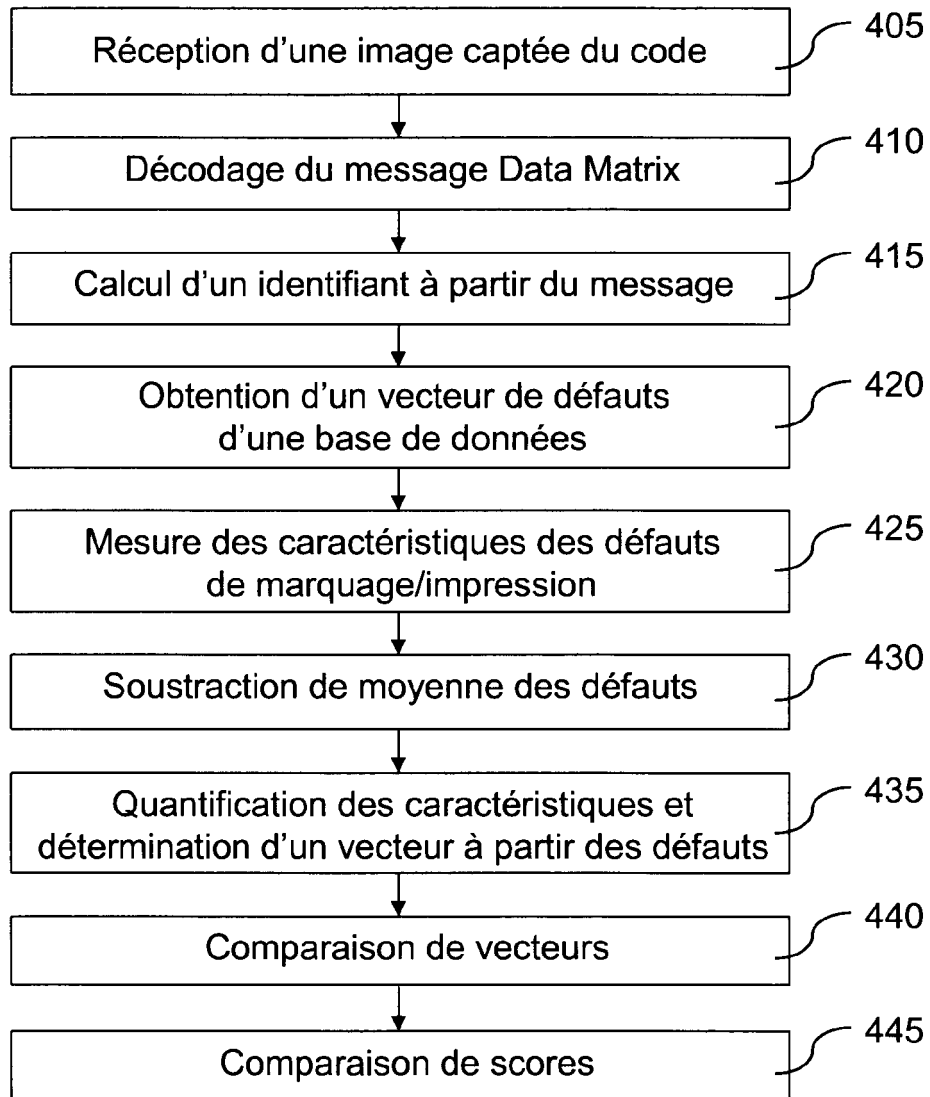 Réception d'une image captée du code
405
Décodage du message Data Matrix
410
Calcul d'un identifiant à partir du message
415
Obtention d'un vecteur de défauts
d'une base de données
420
Mesure des caractéristiques des défauts
de marquage/impression
425
Soustraction de moyenne des défauts
430
Quantification des caractéristiques et
détermination d'un vecteur à partir des défauts
435
Comparaison de vecteurs
440
Comparaison de scores
445